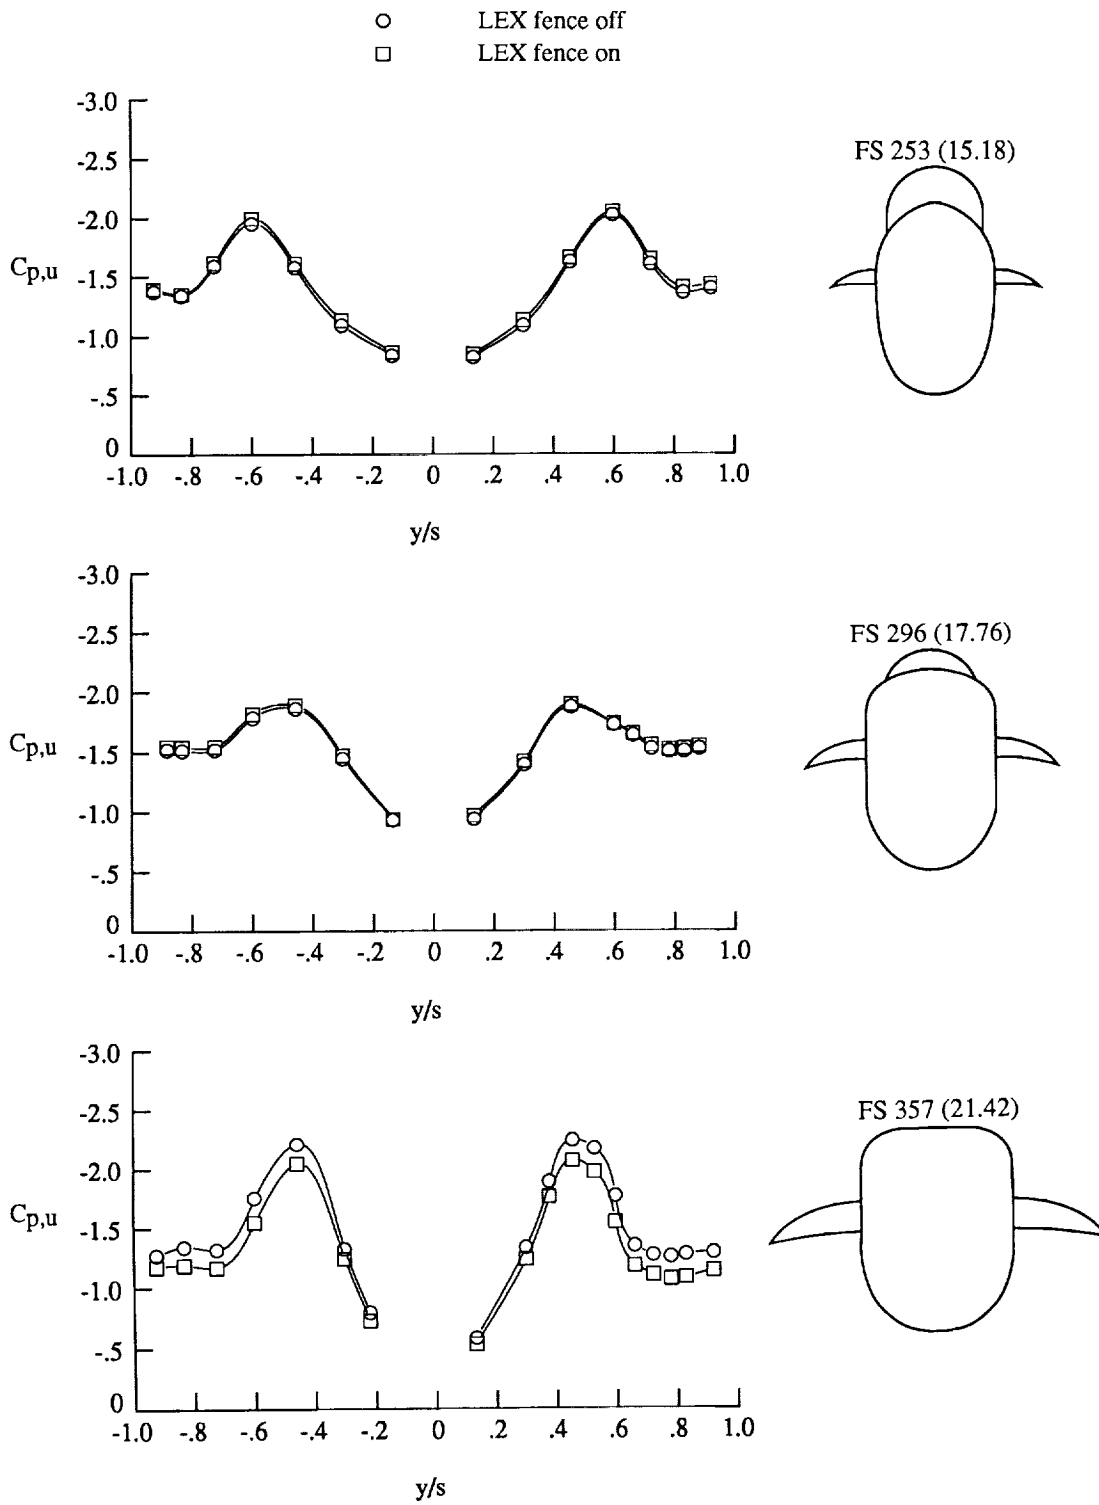 LEX fence off
LEX fence on
-3.0
-2.5
-2.0
-1.5
-1.0
-.5
0
Cp,u
-1.0 -.8 -.6 -.4 -.2 0 .2 .4 .6 .8 1.0
y/s
FS 253 (15.18)
-3.0
-2.5
-2.0
-1.5
-1.0
-.5
0
Cp,u
-1.0 -.8 -.6 -.4 -.2 0 .2 .4 .6 .8 1.0
y/s
FS 296 (17.76)
-3.0
-2.5
-2.0
-1.5
-1.0
-.5
0
Cp,u
-1.0 -.8 -.6 -.4 -.2 0 .2 .4 .6 .8 1.0
y/s
FS 357 (21.42)